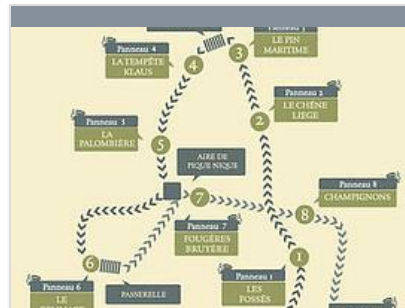 Panneau 3
LE PIN
MARITIME
Panneau 4
LA TEMPÊTE
KLAUS
3
4
Panneau 2
LE CHÊNE
LIEGE
2
Panneau 5
LA
PALOMBIÈRE
5
AIRE DE
PIQUE NIQUE
Panneau 8
CHAMPIGNONS
7
8
Panneau 7
FOUGÈRES
BRUYÈRE
6
1
Panneau 1
LES
FOSSÉS
Panneau 6
LE
PASSERELLE